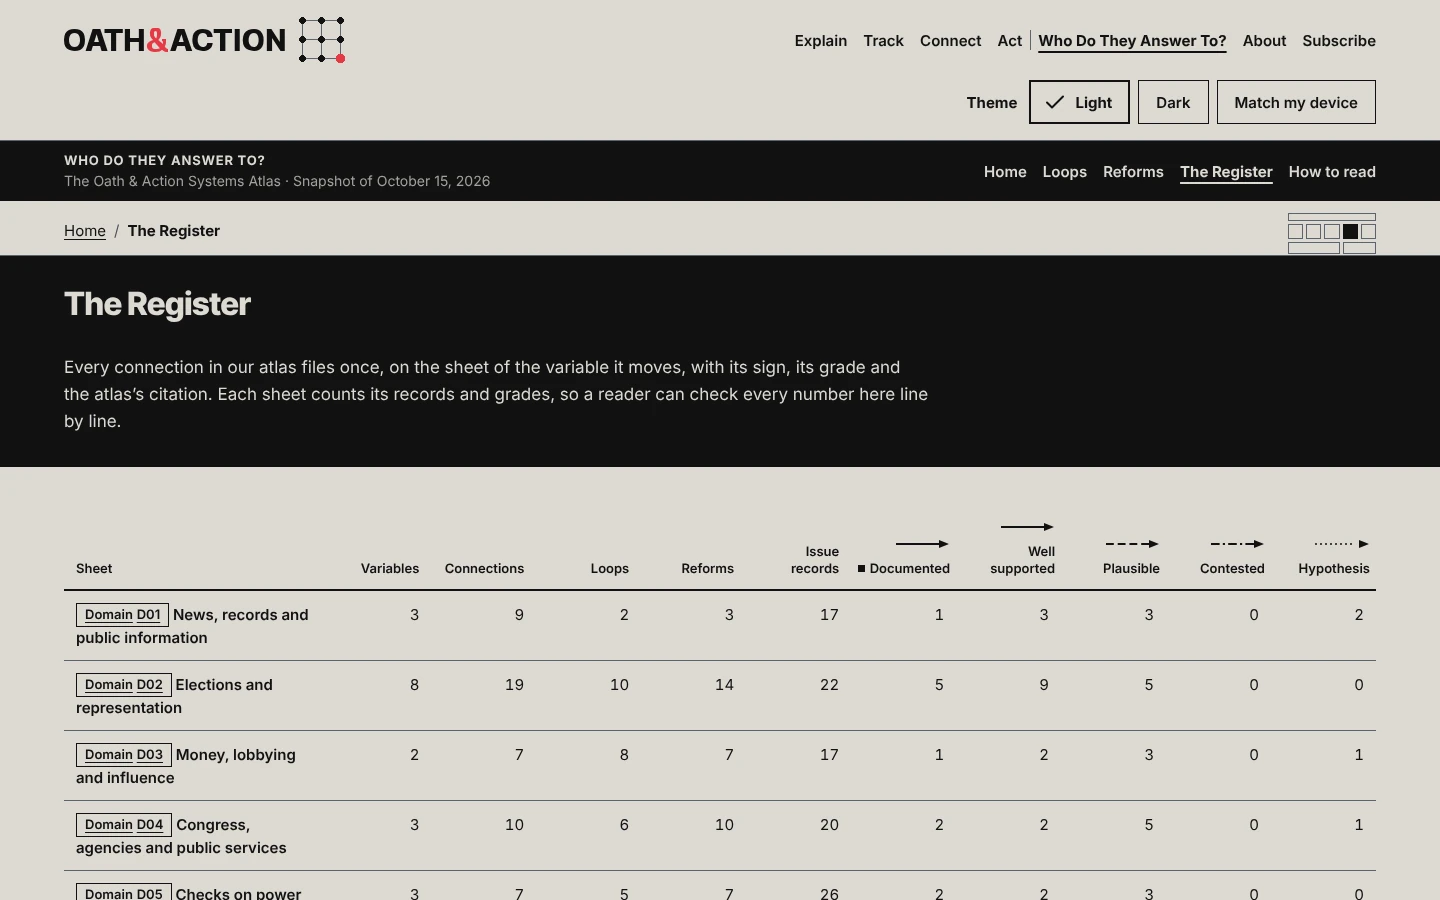 OATH&ACTION
Explain Track Connect Act Who Do They Answer To? About Subscribe
Theme Light Dark Match my device
WHO DO THEY ANSWER TO?
The Oath & Action Systems Atlas · Snapshot of October 15, 2026
Home Loops Reforms The Register How to read
Home / The Register
The Register
Every connection in our atlas files once, on the sheet of the variable it moves, with its sign, its grade and
the atlas’s citation. Each sheet counts its records and grades, so a reader can check every number here line
by line.
Sheet Variables Connections Loops Reforms Issue records Documented Well supported Plausible Contested Hypothesis
Domain D01 News, records and 3 9 2 3 17 1 3 3 0 2
public information
Domain D02 Elections and 8 19 10 14 22 5 9 5 0 0
representation
Domain D03 Money, lobbying 2 7 8 7 17 1 2 3 0 1
and influence
Domain D04 Congress, 3 10 6 10 20 2 2 5 0 1
agencies and public services
Domain D05 Checks on power 3 7 5 7 26 2 2 3 0 0